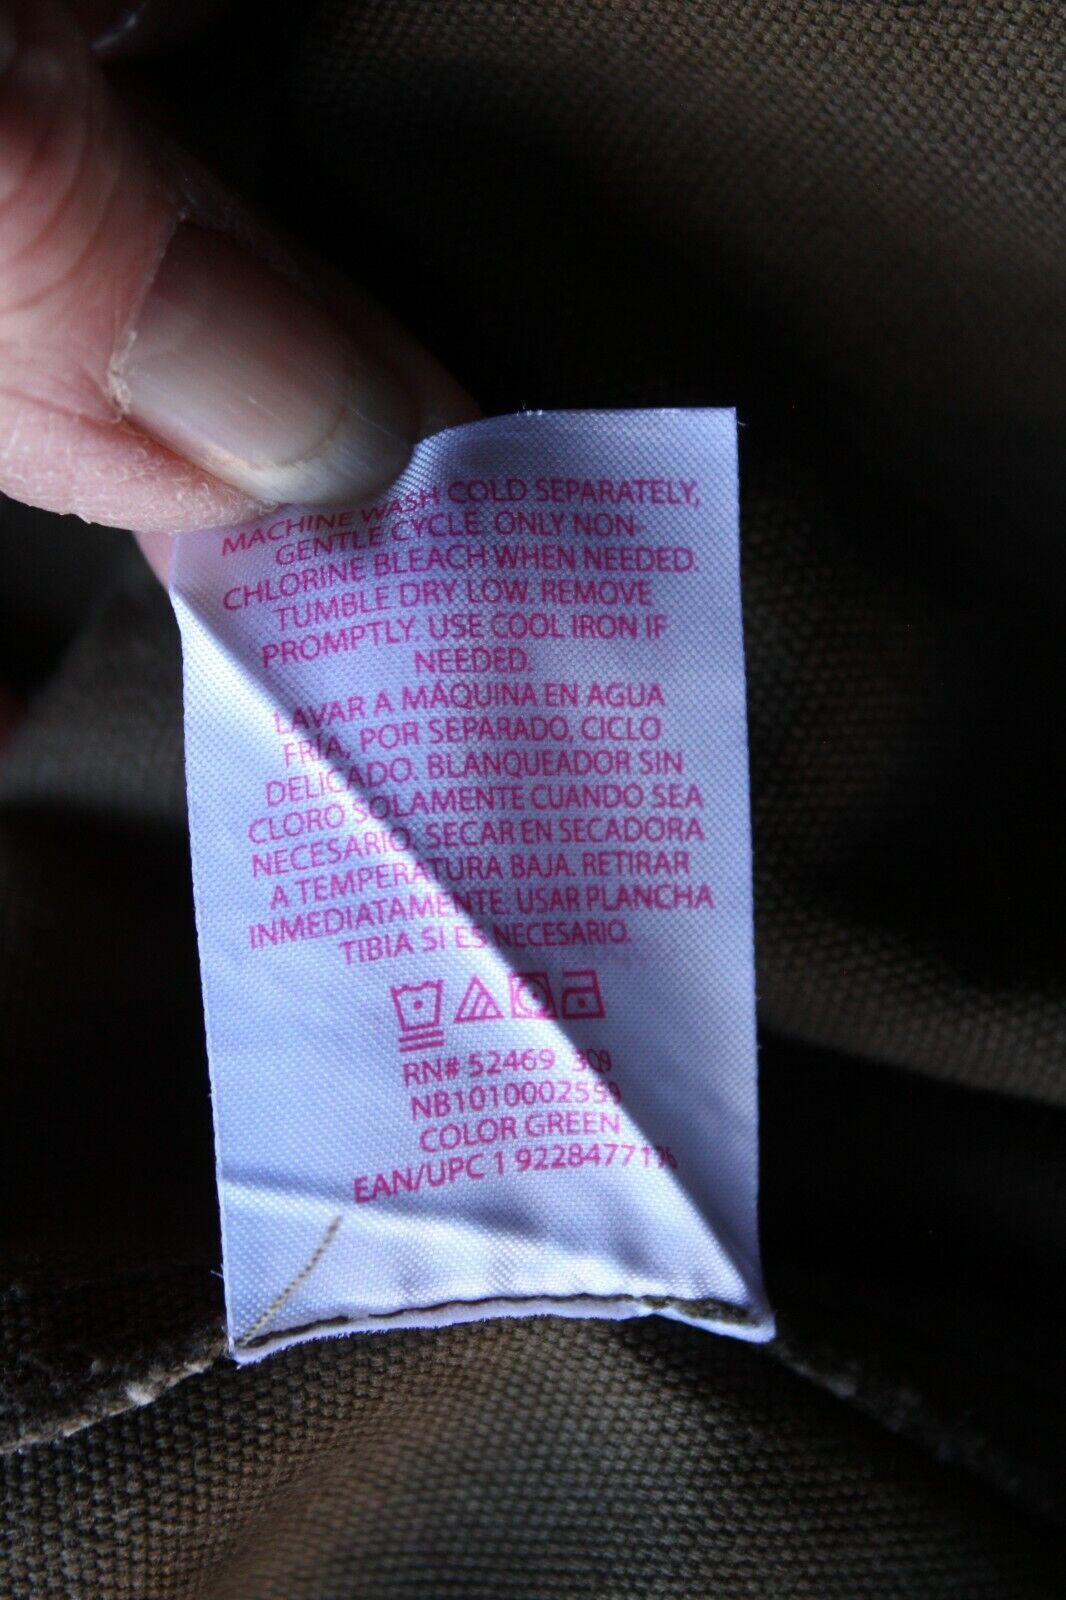 MACHINE WASH COLD SEPARATELY,
GENTLE CYCLE. ONLY NON-
CHLORINE BLEACH WHEN NEEDED.
TUMBLE DRY LOW. REMOVE
PROMPTLY. USE COOL IRON IF
NEEDED.
LAVAR A MÁQUINA EN AGUA
FRÍA, POR SEPARADO, CICLO
DELICADO. BLANQUEADOR SIN
CLORO SOLAMENTE CUANDO SEA
NECESARIO. SECAR EN SECADORA
A TEMPERATURA BAJA. RETIRAR
INMEDIATAMENTE. USAR PLANCHA
TIBIA SI ES NECESARIO.
RN# 52469 309
NB1010002559
COLOR GREEN
EAN/UPC 1